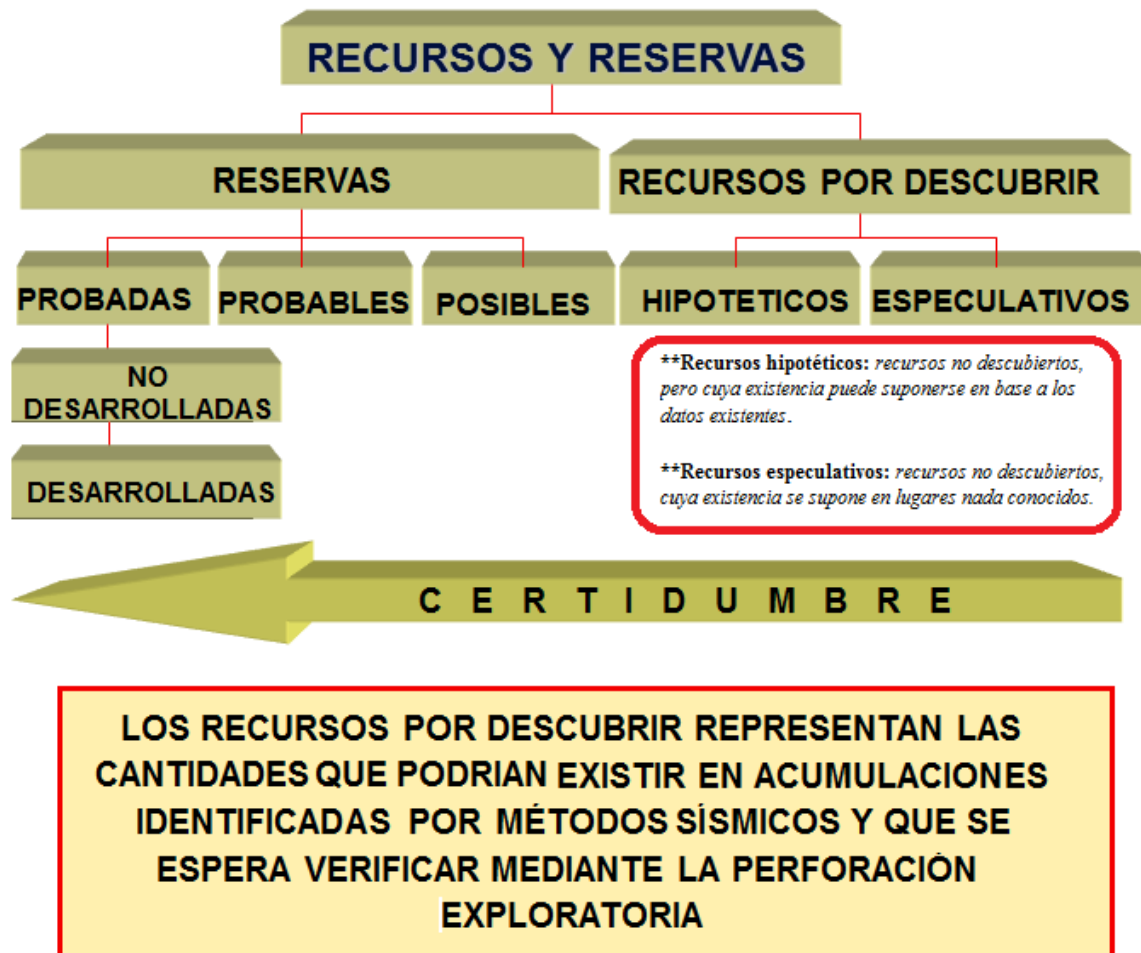 RECURSOS Y RESERVAS
RESERVAS
RECURSOS POR DESCUBRIR
PROBADAS
PROBABLES
POSIBLES
HIPOTETICOS
ESPECULATIVOS
NO
DESARROLLADAS
DESARROLLADAS
**Recursos hipotéticos: recursos no descubiertos,
pero cuya existencia puede suponerse en base a los
datos existentes.
**Recursos especulativos: recursos no descubiertos,
cuya existencia se supone en lugares nada conocidos.
C E R T I D U M B R E
LOS RECURSOS POR DESCUBRIR REPRESENTAN LAS
CANTIDADES QUE PODRIAN EXISTIR EN ACUMULACIONES
IDENTIFICADAS POR MÉTODOS SÍSMICOS Y QUE SE
ESPERA VERIFICAR MEDIANTE LA PERFORACIÓN
EXPLORATORIA